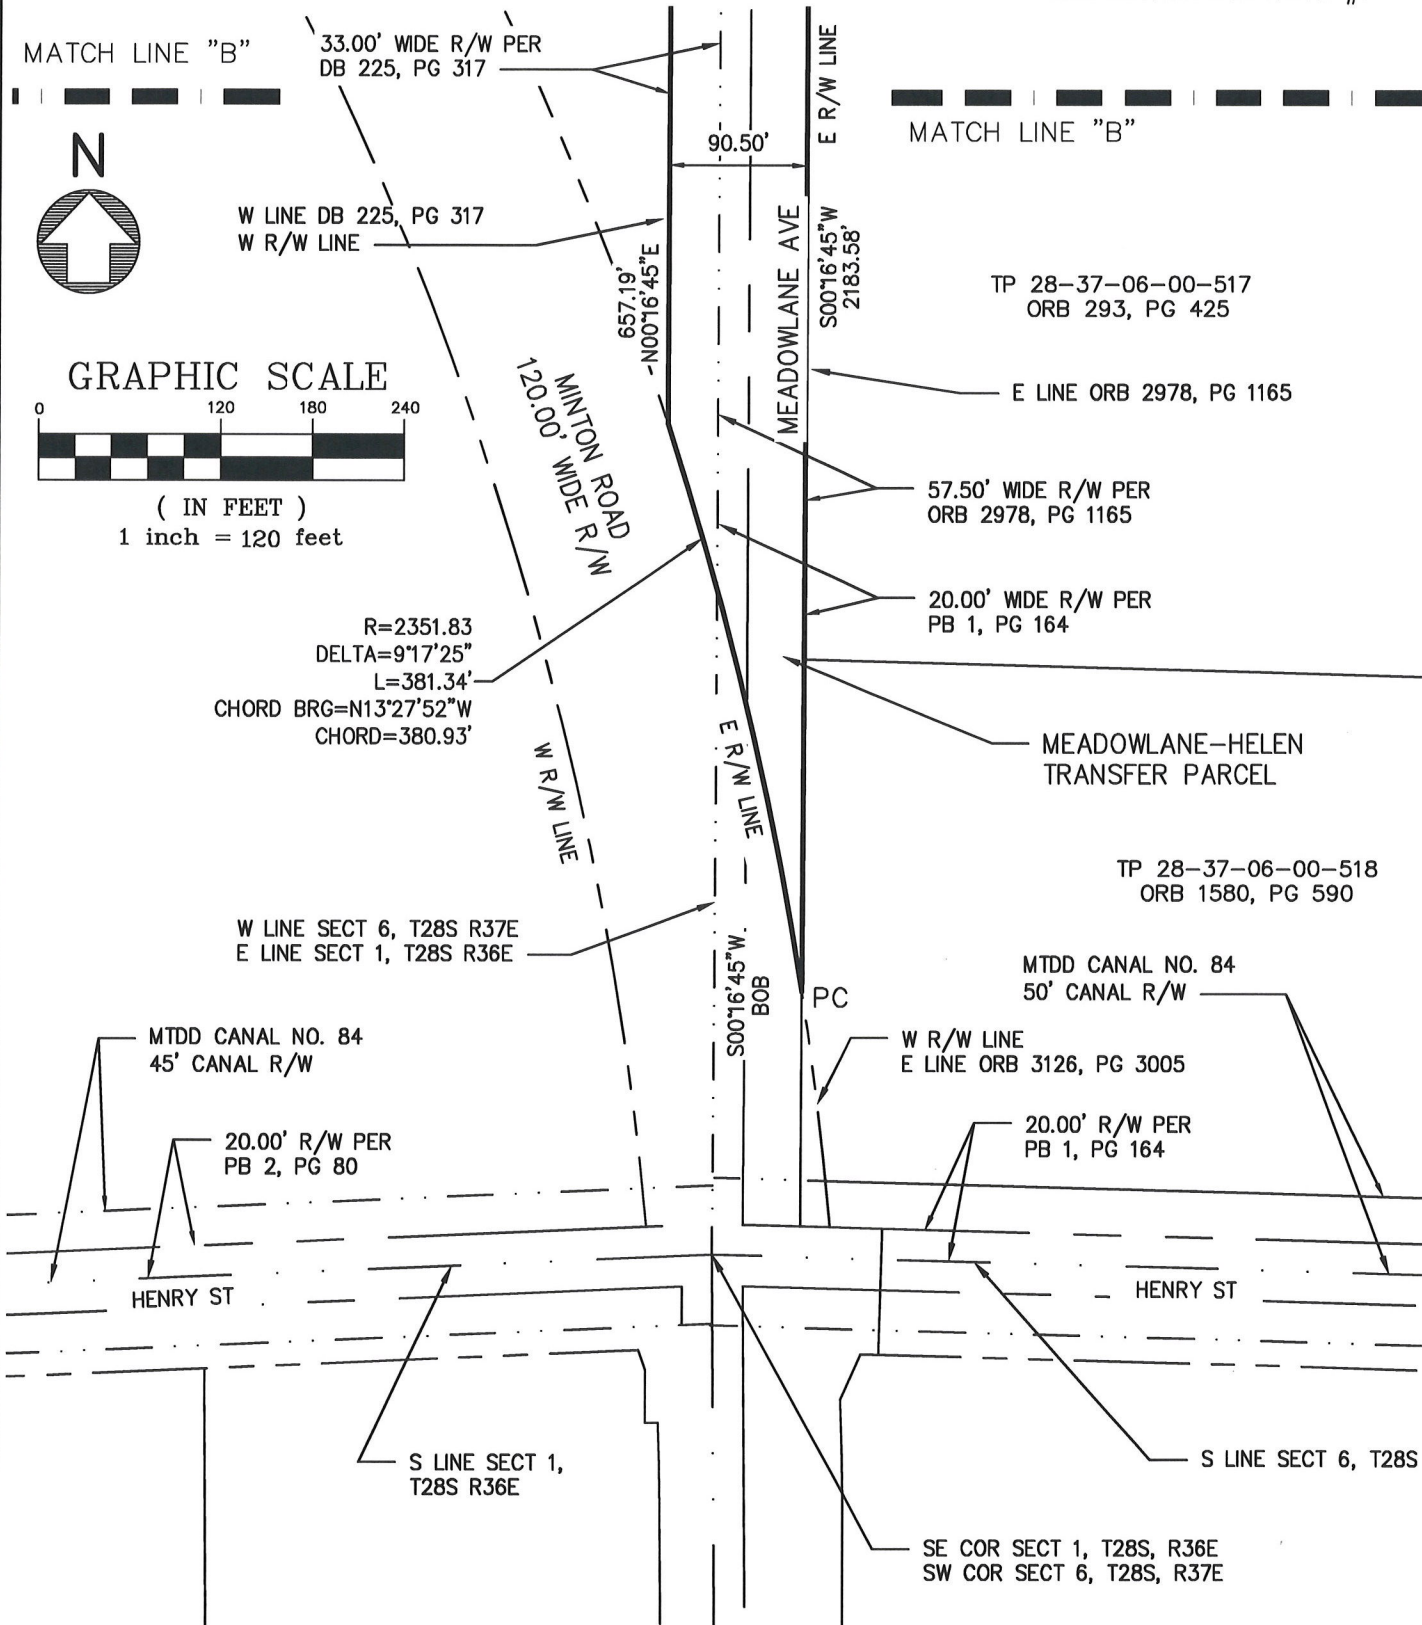 MATCH LINE "B"
33.00' WIDE R/W PER
DB 225, PG 317
E R/W LINE
MATCH LINE "B"
90.50'
N
W LINE DB 225, PG 317
W R/W LINE
657.19'
N00°16'45"E
MEADOWLANE AVE
S00°16'45"W
2183.58'
TP 28-37-06-00-517
ORB 293, PG 425
GRAPHIC SCALE
0 120 180 240
( IN FEET )
1 inch = 120 feet
MINTON ROAD
120.00' WIDE R/W
E LINE ORB 2978, PG 1165
57.50' WIDE R/W PER
ORB 2978, PG 1165
20.00' WIDE R/W PER
PB 1, PG 164
R=2351.83
DELTA=9°17'25"
L=381.34'
CHORD BRG=N13°27'52"W
CHORD=380.93'
W R/W LINE
E R/W LINE
MEADOWLANE-HELEN
TRANSFER PARCEL
TP 28-37-06-00-518
ORB 1580, PG 590
W LINE SECT 6, T28S R37E
E LINE SECT 1, T28S R36E
S00°16'45"W
BOB
PC
MTDD CANAL NO. 84
50' CANAL R/W
MTDD CANAL NO. 84
45' CANAL R/W
W R/W LINE
E LINE ORB 3126, PG 3005
20.00' R/W PER
PB 2, PG 80
20.00' R/W PER
PB 1, PG 164
HENRY ST
HENRY ST
S LINE SECT 1,
T28S R36E
S LINE SECT 6, T28S
SE COR SECT 1, T28S, R36E
SW COR SECT 6, T28S, R37E